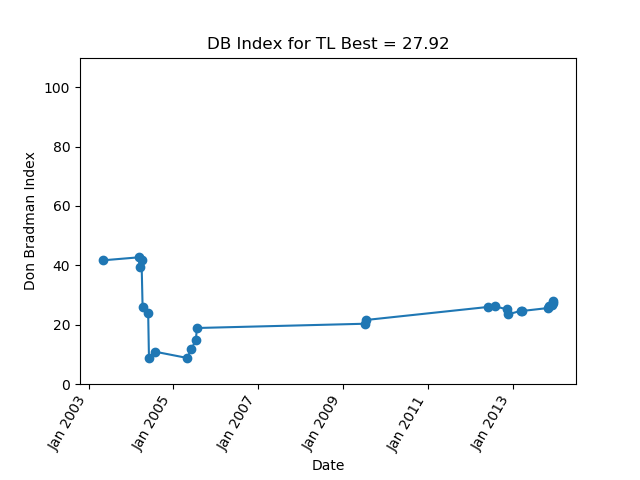 DB Index for TL Best = 27.92
100
80
60
40
20
0
Don Bradman Index
Jan 2003
Jan 2005
Jan 2007
Jan 2009
Jan 2011
Jan 2013
Date